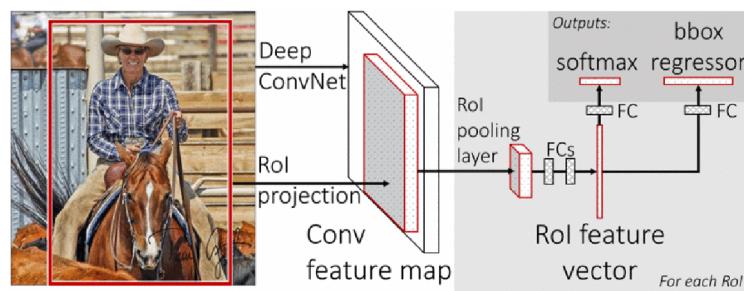 Deep
ConvNet
RoI
projection
Conv
feature map
RoI
pooling
layer
FCs
RoI feature
vector
For each RoI
Outputs:
softmax
bbox
regressor
FC
FC